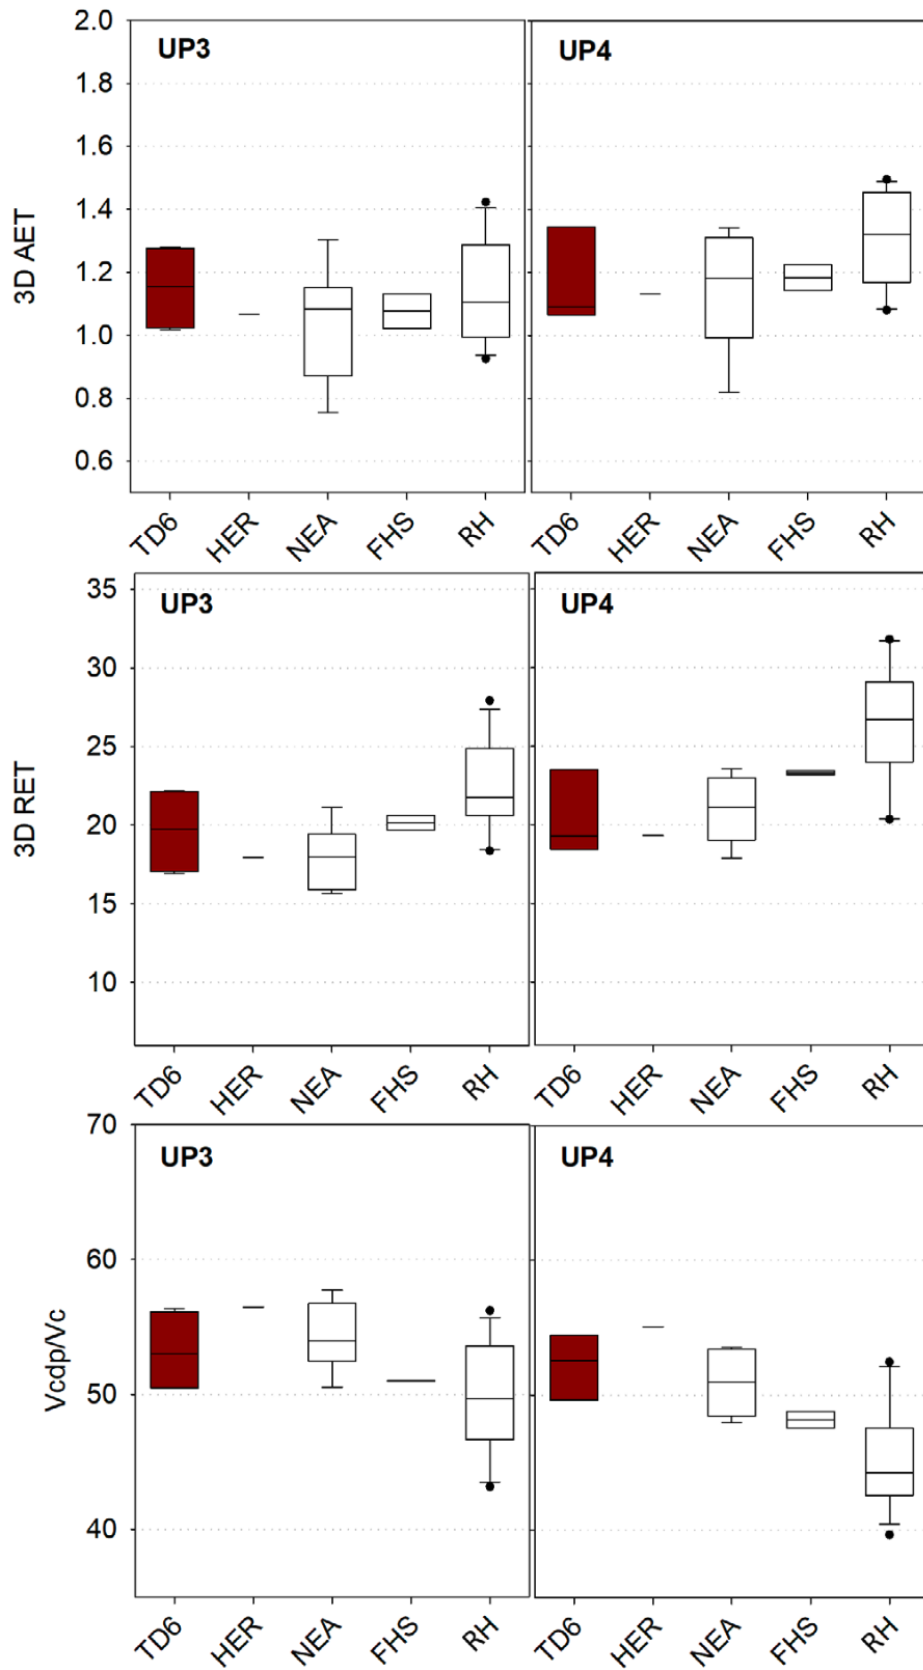 2.0
UP3
UP4
1.8
1.6
1.4
1.2
1.0
0.8
0.6
3D AET
TD6 HER NEA FHS RH TD6 HER NEA FHS RH
35
UP3
UP4
30
25
20
15
10
3D RET
TD6 HER NEA FHS RH TD6 HER NEA FHS RH
70
UP3
UP4
60
50
40
Vcdp/Vc
TD6 HER NEA FHS RH TD6 HER NEA FHS RH